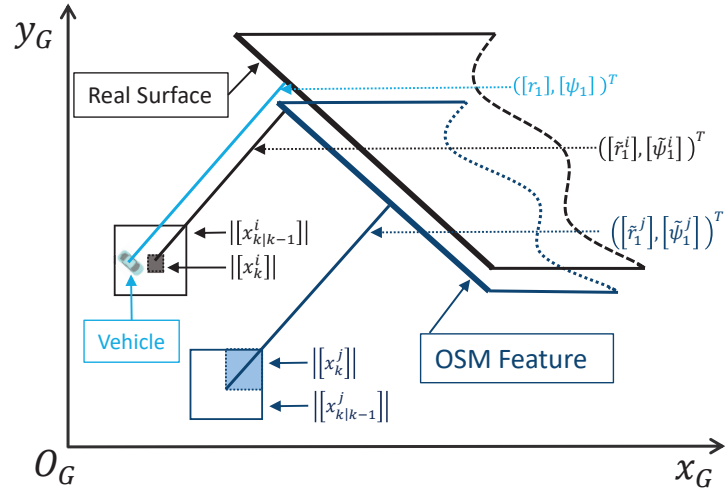 y_G
Real Surface
([r_1], [ψ_1])^T
([r̃_1^i], [ψ̃_1^i])^T
|[x_{k|k-1}^i]|
|[x_k^i]|
([r̃_1^j], [ψ̃_1^j])^T
Vehicle
OSM Feature
|[x_k^j]|
|[x_{k|k-1}^j]|
O_G
x_G